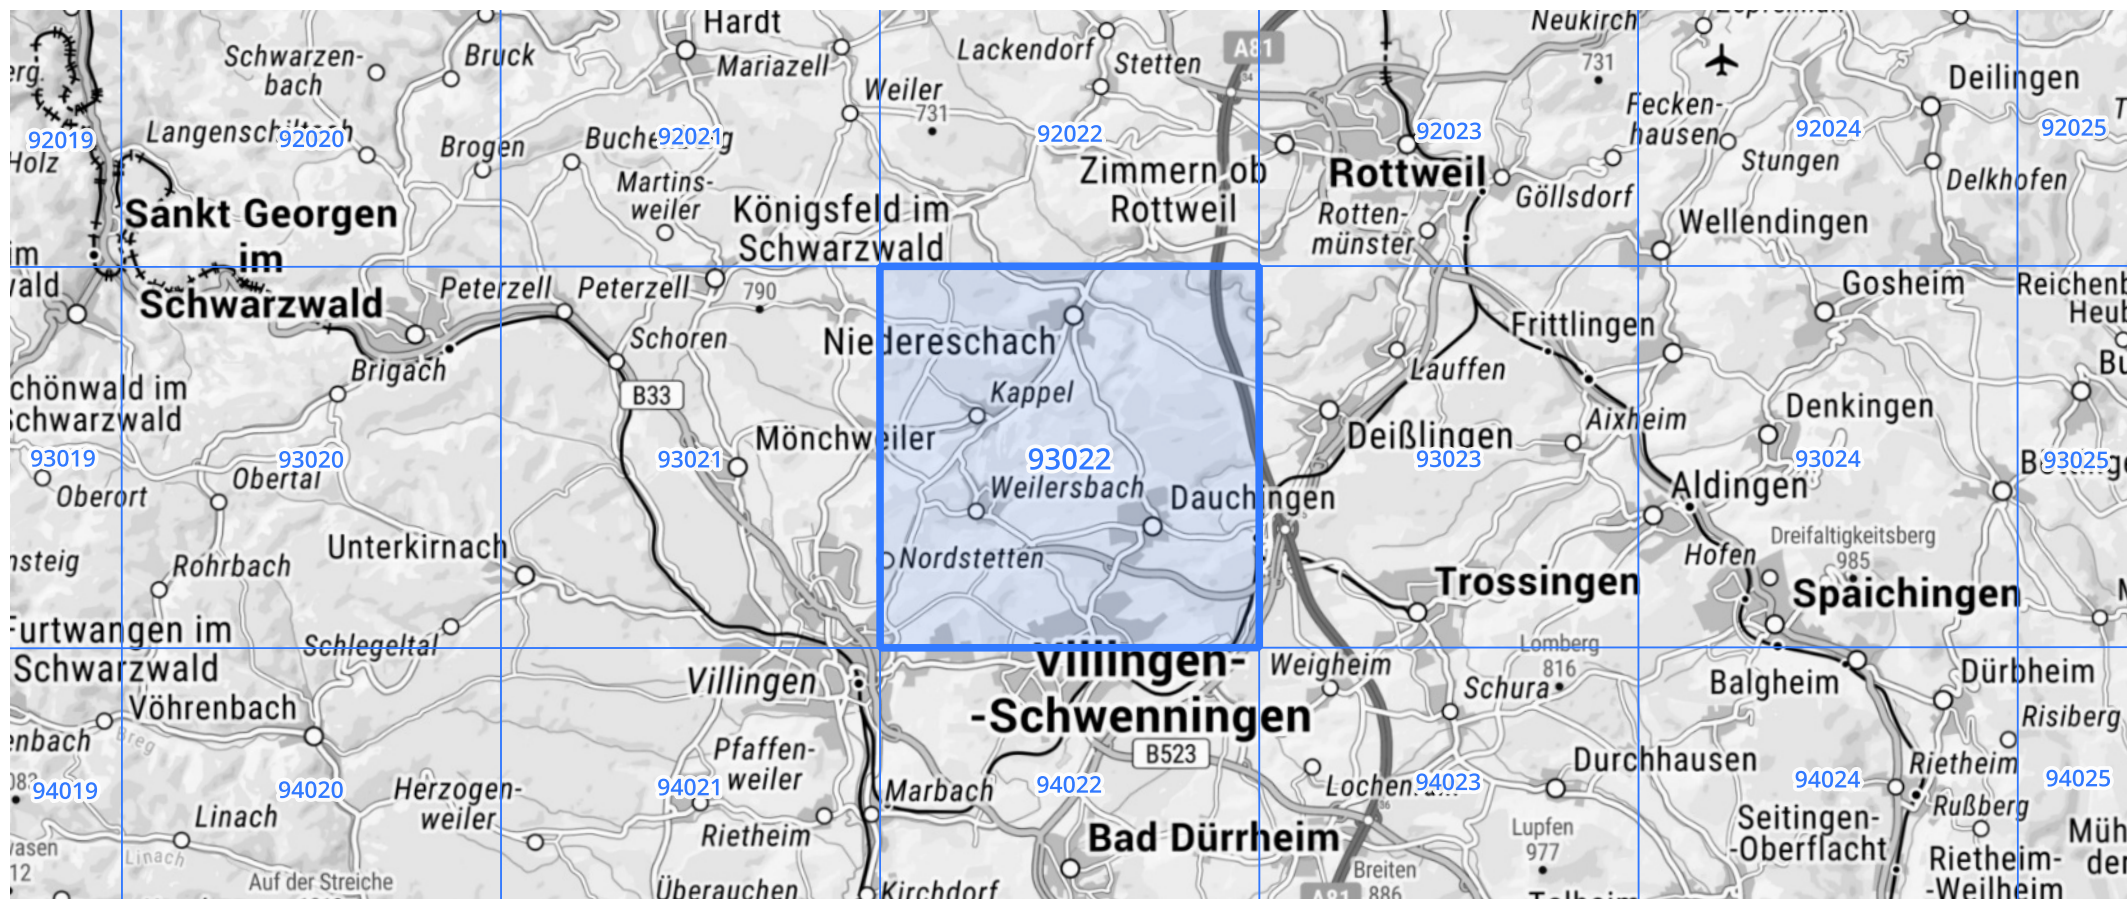 Hardt
Neukirch
Schwarzen-
bach
Bruck
Mariazell
Lackendorf
Stetten
A81
34
731
Deilingen
Weiler
731
Fecken-
hausen
92019
Holz
Langenschiltach
92020
Brogen
Buchenberg
92021
92022
92023
92024
92025
Stungen
Zimmern ob
Rottweil
Rottweil
Göllsdorf
Delkhofen
Martins-
weiler
Königsfeld im
Schwarzwald
Sankt Georgen
im
Schwarzwald
Rotten-
münster
Wellendingen
Peterzell
Peterzell
790
Gosheim
Schoren
Niedereschach
Frittlingen
Brigach
Lauffen
B33
Kappel
Schwarzwald
Mönchweiler
Deißlingen
Aixheim
Denkingen
93019
93020
93021
93022
93023
93024
93025
Oberort
Obertal
Weilersbach
Dauchingen
Aldingen
Unterkirnach
Nordstetten
Hofen
Dreifaltigkeitsberg
985
Rohrbach
Trossingen
Spaichingen
Furtwangen im
Schwarzwald
Schlegeltal
Lomberg
816
Villingen
Villingen-
-Schwenningen
Weigheim
Schura
Balgheim
Dürbheim
Vöhrenbach
Breg
Risiberg
Pfaffen-
weiler
B523
Durchhausen
Rietheim
94019
94020
94021
94022
94023
94024
94025
Herzogen-
weiler
Marbach
36
Rußberg
Linach
Linach
Rietheim
Bad Dürrheim
Lupfen
977
Seitingen-
-Oberflacht
Rietheim-
-Weilheim
Auf der Streiche
Überauchen
Kirchdorf
A81
Breiten
886